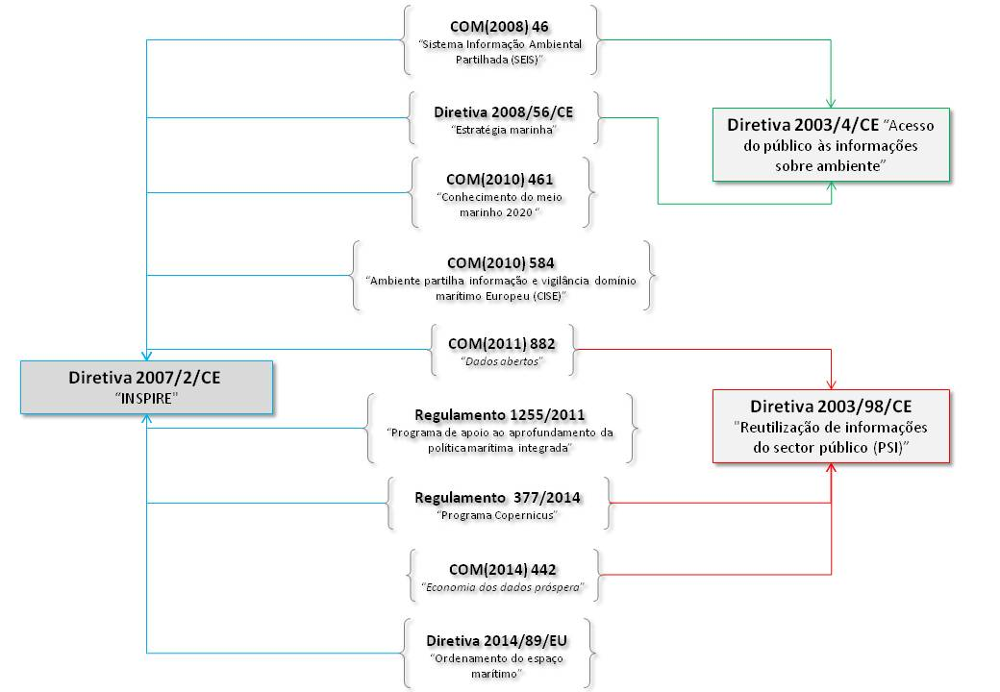 COM(2008) 46
“Sistema Informação Ambiental
Partilhada (SEIS)”
Diretiva 2008/56/CE
“Estratégia marinha”
Diretiva 2003/4/CE “Acesso
do público às informações
sobre ambiente”
COM(2010) 461
“Conhecimento do meio
marinho 2020 “
COM(2010) 584
“Ambiente partilha informação e vigilância domínio
marítimo Europeu (CISE)”
COM(2011) 882
“Dados abertos”
Diretiva 2007/2/CE
“INSPIRE"
Diretiva 2003/98/CE
"Reutilização de informações
do sector público (PSI)”
Regulamento 1255/2011
“Programa de apoio ao aprofundamento da
política marítima integrada”
Regulamento 377/2014
“Programa Copernicus”
COM(2014) 442
“Economia dos dados próspera”
Diretiva 2014/89/EU
“Ordenamento do espaço
marítimo”